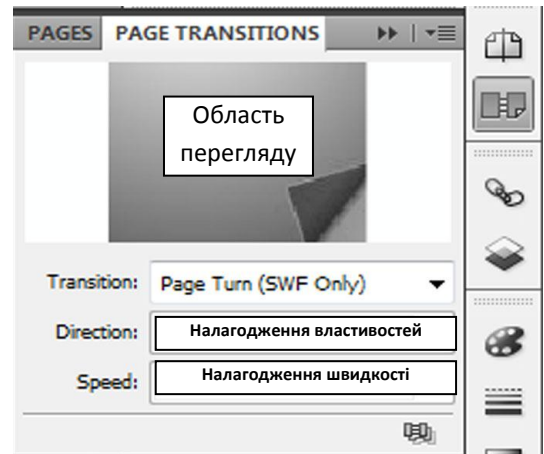 PAGES PAGE TRANSITIONS
Область
перегляду
Transition: Page Turn (SWF Only)
Direction: Налагодження властивостей
Speed: Налагодження швидкості